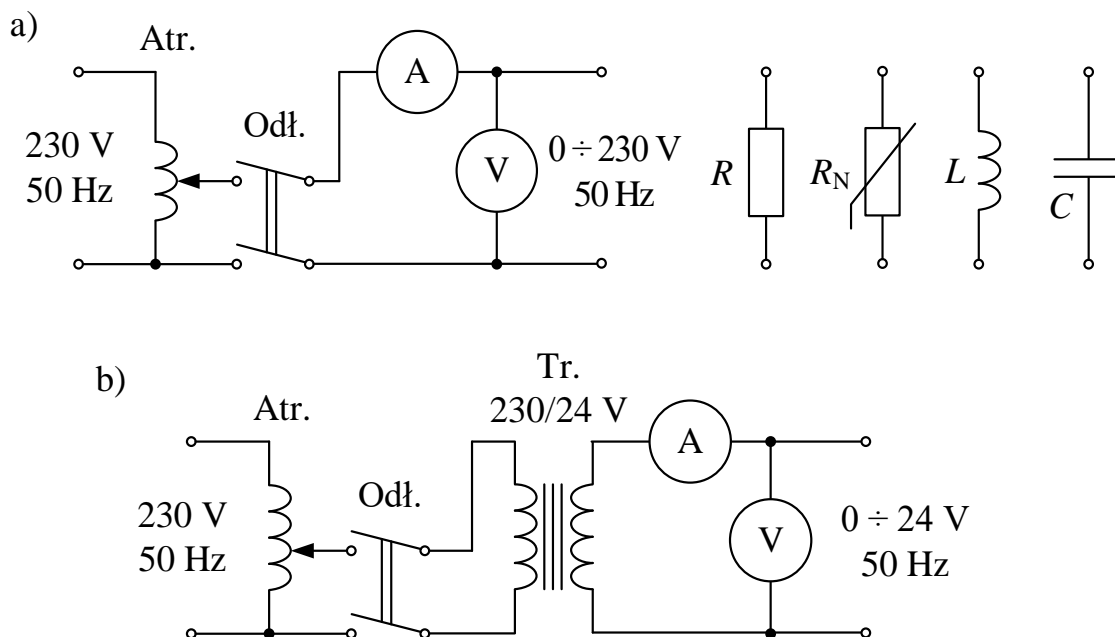 a)
Atr.
A
230 V
50 Hz
Odł.
V
0 ÷ 230 V
50 Hz
R
R_N
L
C
b)
Atr.
Tr.
230/24 V
A
230 V
50 Hz
Odł.
V
0 ÷ 24 V
50 Hz